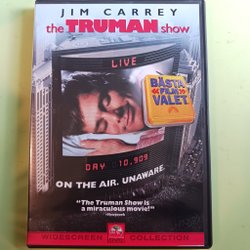 JIM CARREY
the TRUMAN show
LIVE
BÄSTA
FILM
VALET
DAY 10,909
ON THE AIR. UNAWARE.
"The Truman Show is
a miraculous movie!"
WIDESCREEN COLLECTION